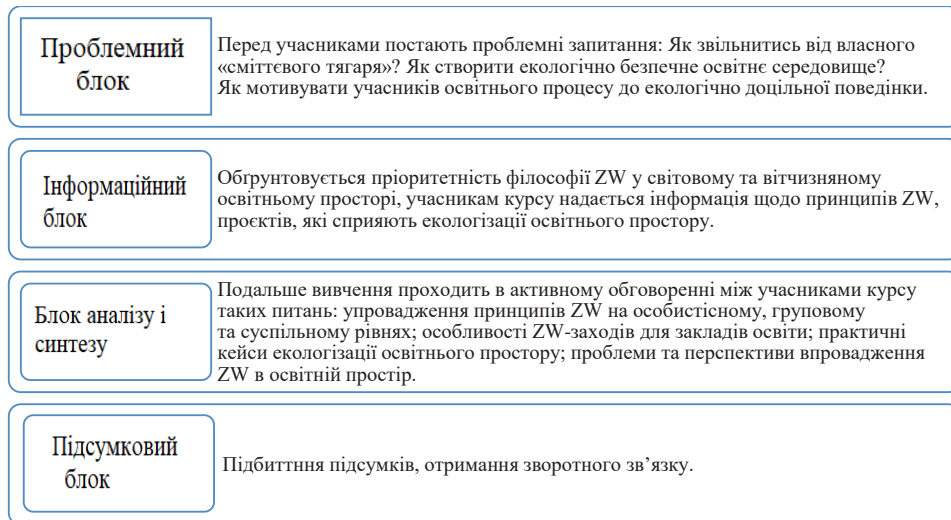 Проблемний
блок
Перед учасниками постають проблемні запитання: Як звільнитись від власного
«сміттєвого тягаря»? Як створити екологічно безпечне освітнє середовище?
Як мотивувати учасників освітнього процесу до екологічно доцільної поведінки.
Інформаційний
блок
Обґрунтовується пріоритетність філософії ZW у світовому та вітчизняному
освітньому просторі, учасникам курсу надається інформація щодо принципів ZW,
проєктів, які сприяють екологізації освітнього простору.
Блок аналізу і
синтезу
Подальше вивчення проходить в активному обговоренні між учасниками курсу
таких питань: упровадження принципів ZW на особистісному, груповому
та суспільному рівнях; особливості ZW-заходів для закладів освіти; практичні
кейси екологізації освітнього простору; проблеми та перспективи впровадження
ZW в освітній простір.
Підсумковий
блок
Підбиттння підсумків, отримання зворотного зв’язку.